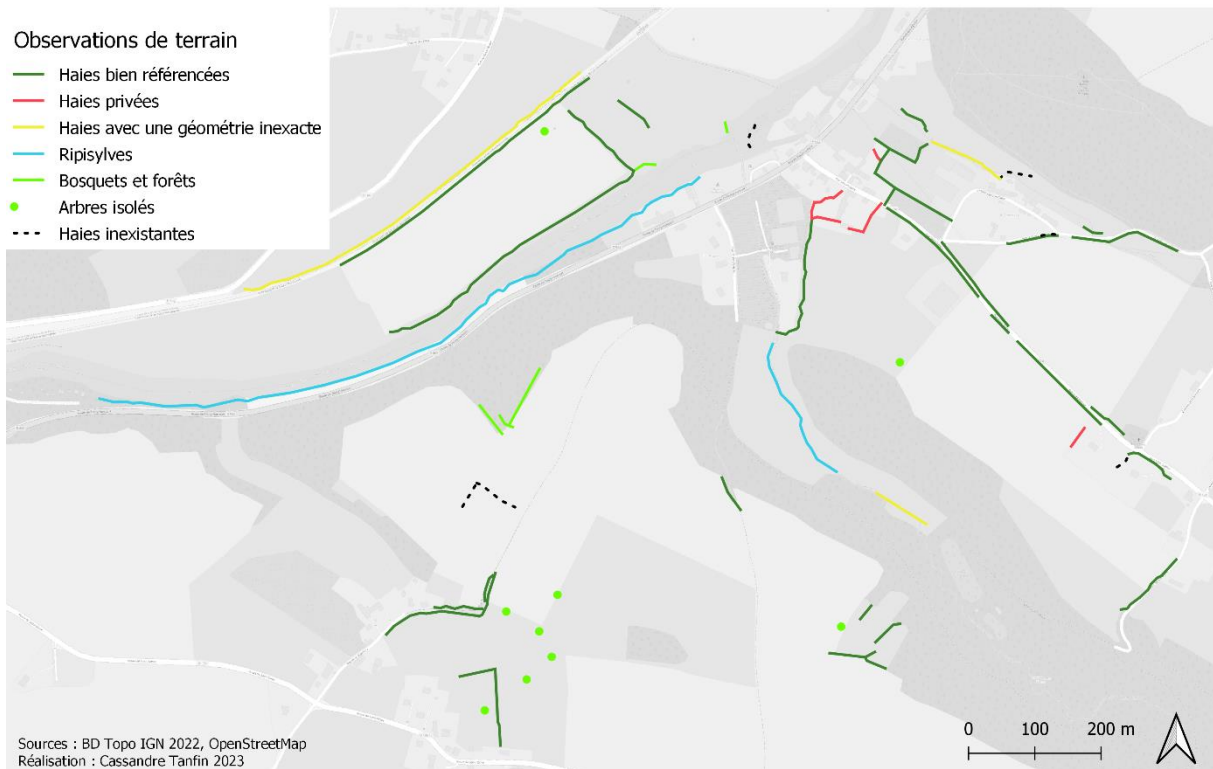 Observations de terrain
Haies bien référencées
Haies privées
Haies avec une géométrie inexacte
Ripisylves
Bosquets et forêts
Arbres isolés
Haies inexistantes
0 100 200 m
Sources : BD Topo IGN 2022, OpenStreetMap
Réalisation : Cassandre Tanfin 2023